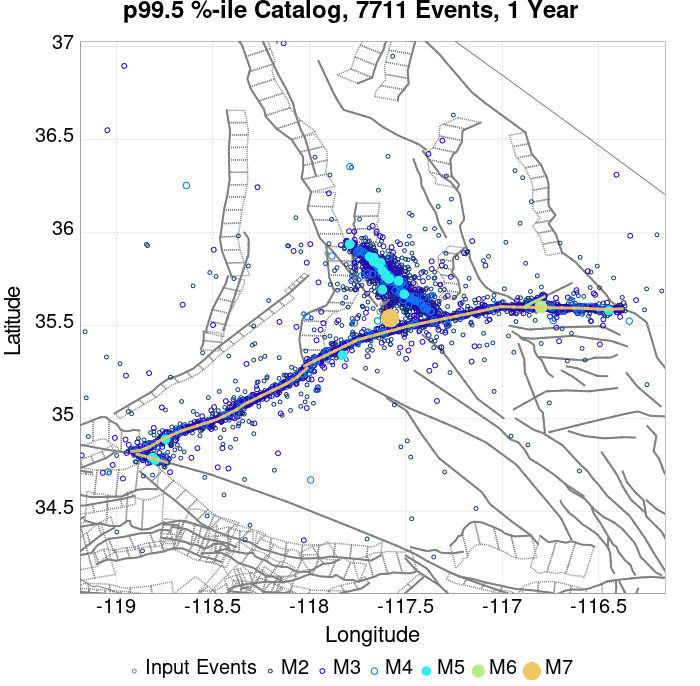 p99.5 %-ile Catalog, 7711 Events, 1 Year
37
36.5
36
35.5
35
34.5
Latitude
-119 -118.5 -118 -117.5 -117 -116.5
Longitude
Input Events M2 M3 M4 M5 M6 M7